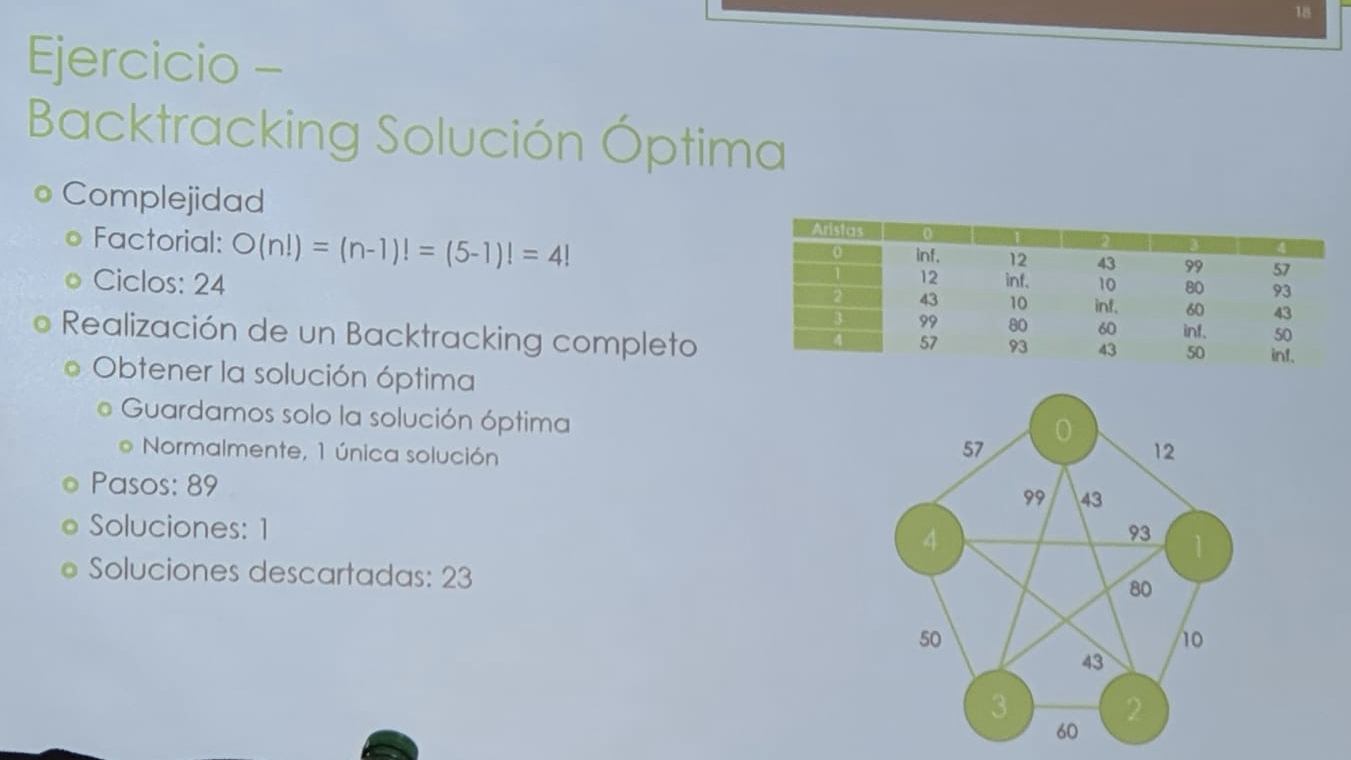 18
Ejercicio –
Backtracking Solución Óptima
Complejidad
Factorial: O(n!) = (n-1)! = (5-1)! = 4!
Ciclos: 24
Realización de un Backtracking completo
Obtener la solución óptima
Guardamos solo la solución óptima
Normalmente, 1 única solución
Pasos: 89
Soluciones: 1
Soluciones descartadas: 23
Aristas 0 1 2 3 4
0 inf. 12 43 99 57
1 12 inf. 10 80 93
2 43 10 inf. 60 43
3 99 80 60 inf. 50
4 57 93 43 50 inf.
0
57 12
99 43
4 93 1
80
50 10
43
3 2
60